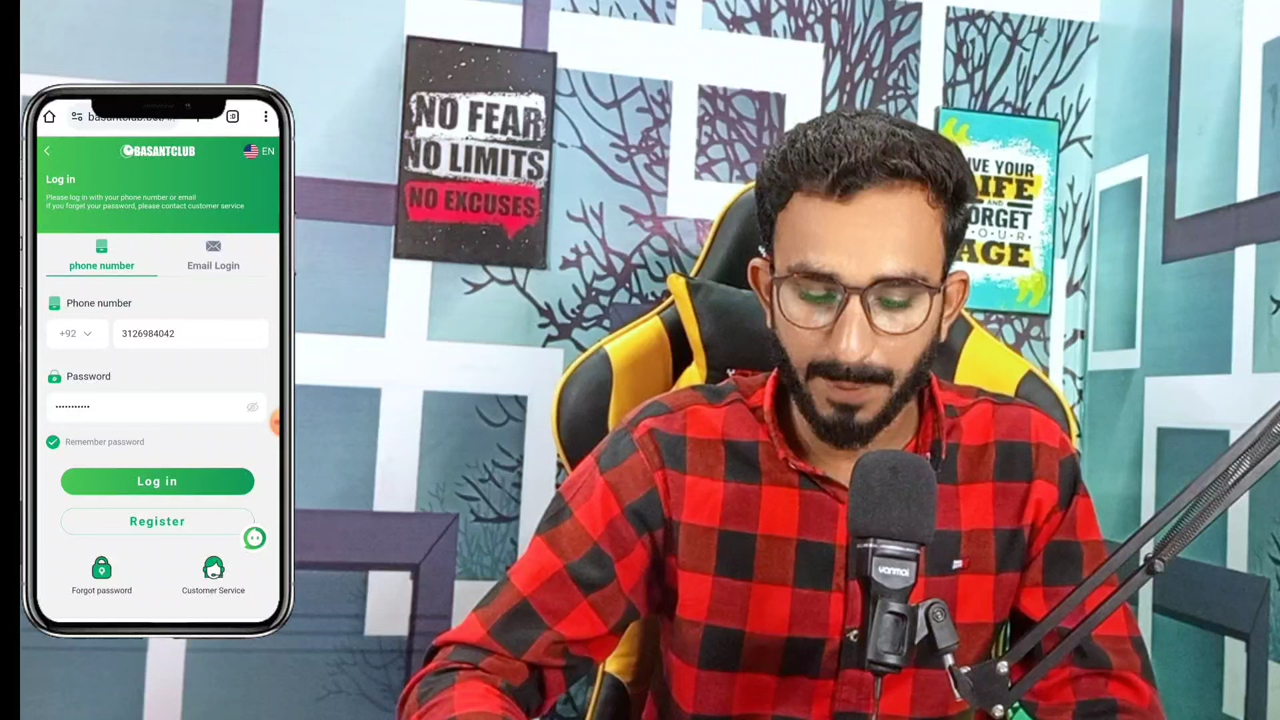 BASANTCLUB
EN
Log in
Please log in with your phone number or email
If you forget your password, please contact customer service
phone number
Email Login
Phone number
+92
3126984042
Password
Remember password
Log in
Register
Forgot password
Customer Service
NO FEAR
NO LIMITS
NO EXCUSES
YOUR
LIFE
AND
FORGET
YOUR
AGE